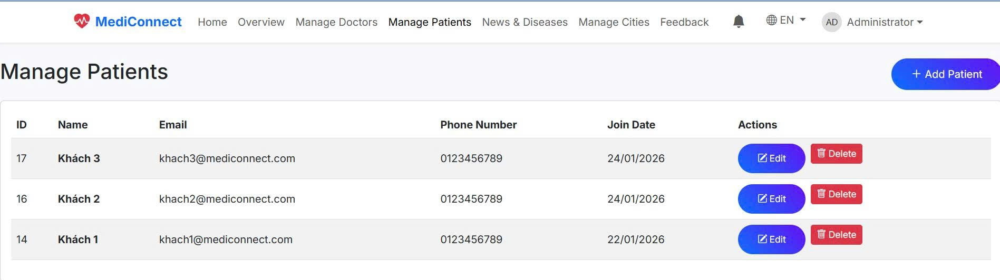 MediConnect Home Overview Manage Doctors Manage Patients News & Diseases Manage Cities Feedback EN AD Administrator
Manage Patients + Add Patient
ID Name Email Phone Number Join Date Actions
17 Khách 3 khach3@mediconnect.com 0123456789 24/01/2026 Edit Delete
16 Khách 2 khach2@mediconnect.com 0123456789 24/01/2026 Edit Delete
14 Khách 1 khach1@mediconnect.com 0123456789 22/01/2026 Edit Delete